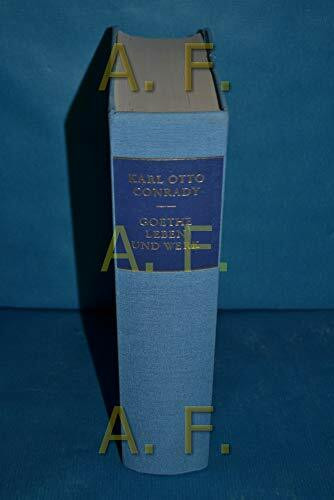 A. F.
KARL OTTO
CONRADY
GOETHE
LEBEN
UND WERK
A. F.
A. F.